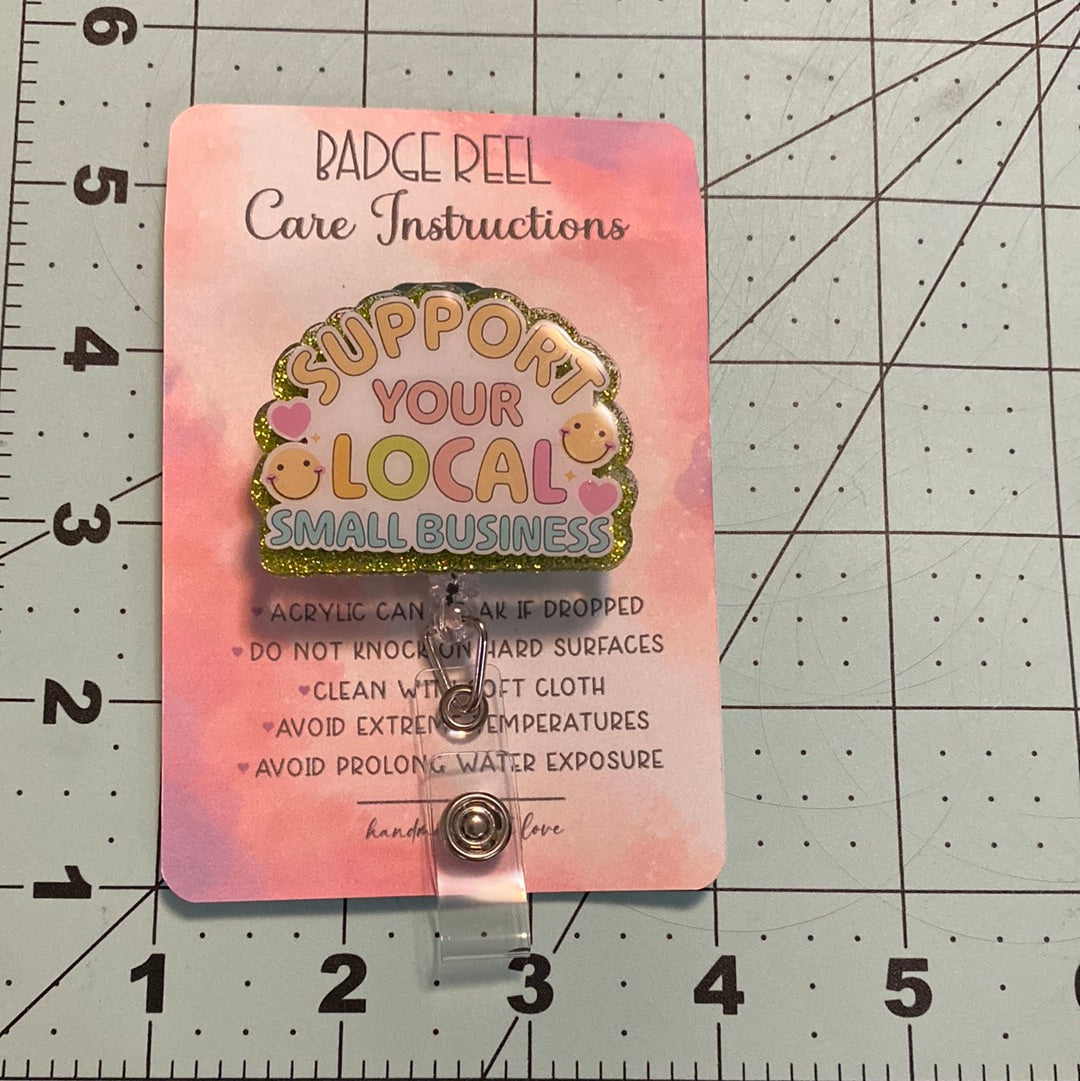 BADGE REEL
Care Instructions
SUPPORT
YOUR
LOCAL
SMALL BUSINESS
ACRYLIC CAN IF DROPPED
DO NOT KNOCK ON HARD SURFACES
CLEAN WITH SOFT CLOTH
AVOID EXTREME TEMPERATURES
AVOID PROLONG WATER EXPOSURE
love
6
5
4
3
2
1
1 2 3 4 5